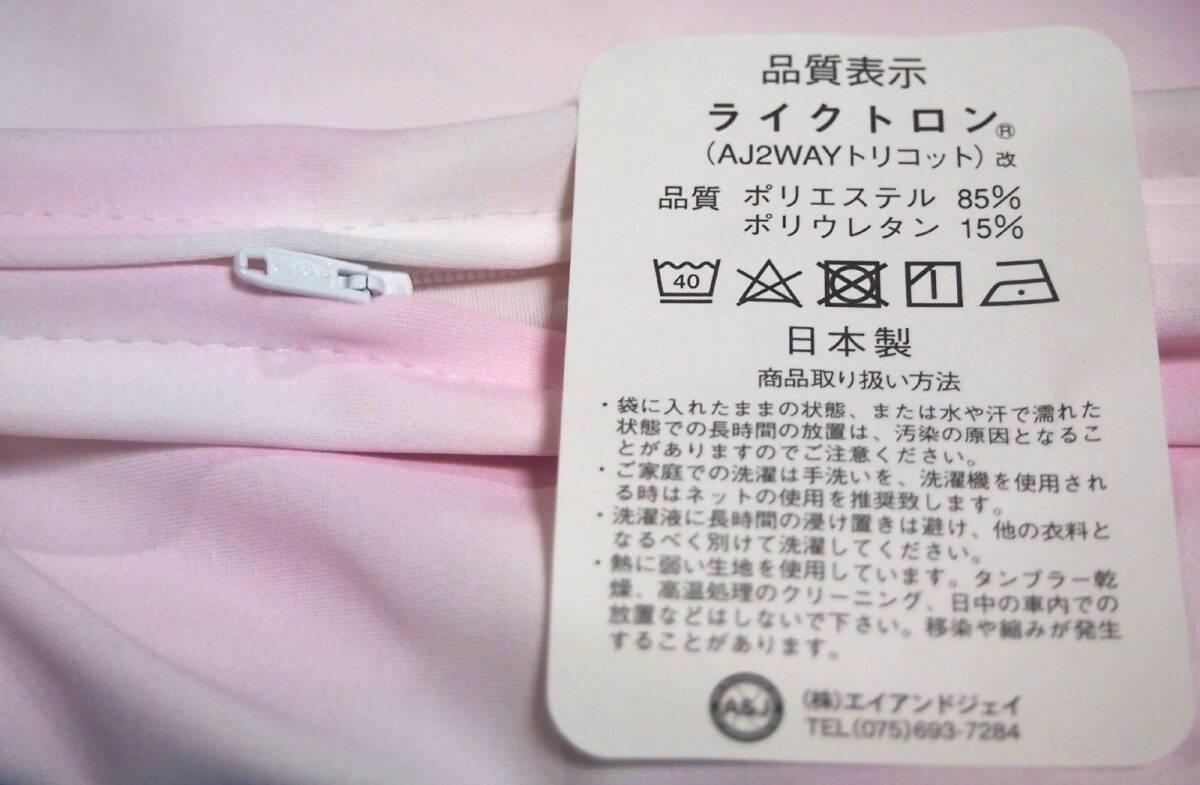 品質表示
ライクトロン®
（AJ2WAYトリコット）改
品質 ポリエステル 85％
ポリウレタン 15％
40
日本製
商品取り扱い方法
・袋に入れたままの状態、または水や汗で濡れた
状態での長時間の放置は、汚染の原因となるこ
とがありますのでご注意ください。
・ご家庭での洗濯は手洗いを、洗濯機を使用され
る時はネットの使用を推奨致します。
・洗濯液に長時間の浸け置きは避け、他の衣料と
なるべく別けて洗濯してください。
・熱に弱い生地を使用しています。タンブラー乾
燥、高温処理のクリーニング、日中の車内での
放置などはしないで下さい。移染や縮みが発生
することがあります。
A&J
（株）エイアンドジェイ
TEL(075)693-7284